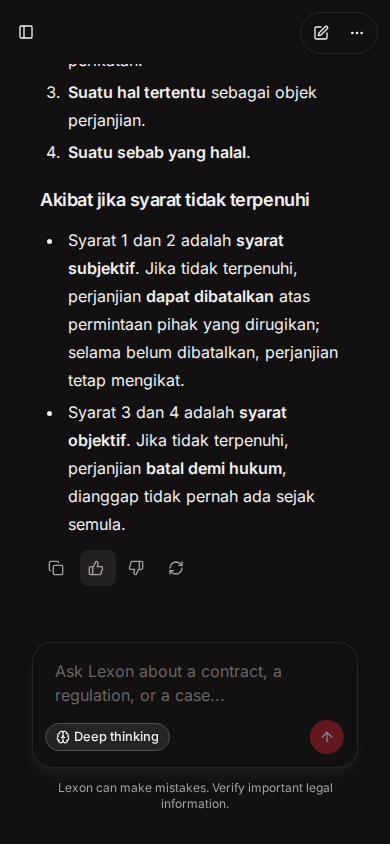 perikatan.
3. Suatu hal tertentu sebagai objek
perjanjian.
4. Suatu sebab yang halal.
Akibat jika syarat tidak terpenuhi
• Syarat 1 dan 2 adalah syarat
subjektif. Jika tidak terpenuhi,
perjanjian dapat dibatalkan atas
permintaan pihak yang dirugikan;
selama belum dibatalkan, perjanjian
tetap mengikat.
• Syarat 3 dan 4 adalah syarat
objektif. Jika tidak terpenuhi,
perjanjian batal demi hukum,
dianggap tidak pernah ada sejak
semula.
Ask Lexon about a contract, a
regulation, or a case...
Deep thinking
Lexon can make mistakes. Verify important legal
information.